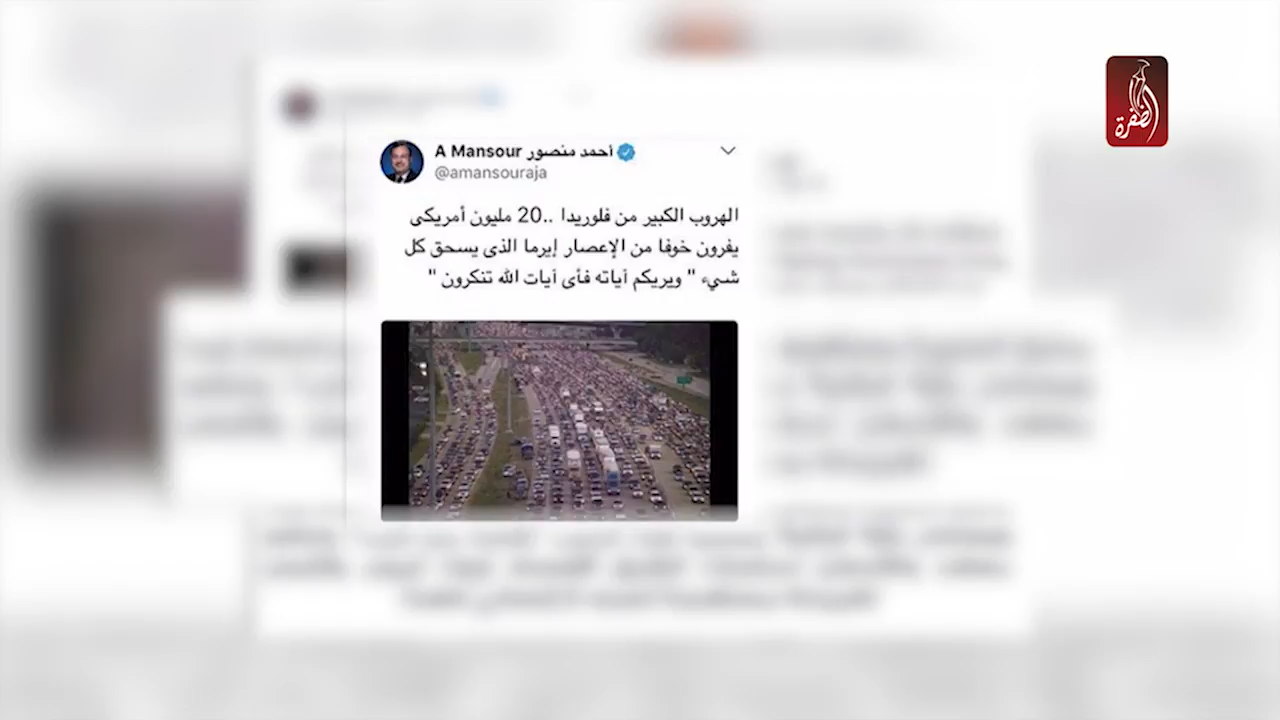 A Mansour أحمد منصور
@amansouraja
الهروب الكبير من فلوريدا ..20 مليون أمريكى
يفرون خوفا من الإعصار إيرما الذى يسحق كل
شيء " ويريكم أياته فأى أيات الله تنكرون "
الظفرة